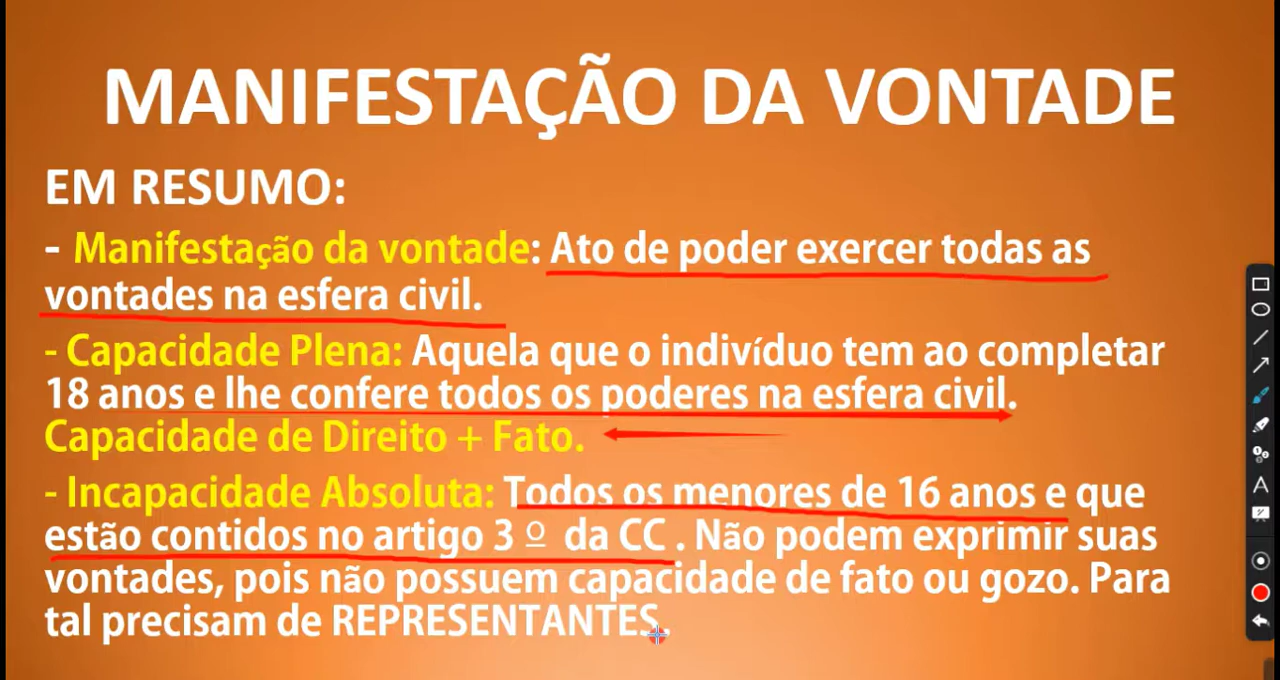 MANIFESTAÇÃO DA VONTADE
EM RESUMO:
- Manifestação da vontade: Ato de poder exercer todas as
vontades na esfera civil.
- Capacidade Plena: Aquela que o indivíduo tem ao completar
18 anos e lhe confere todos os poderes na esfera civil.
Capacidade de Direito + Fato.
- Incapacidade Absoluta: Todos os menores de 16 anos e que
estão contidos no artigo 3 º da CC . Não podem exprimir suas
vontades, pois não possuem capacidade de fato ou gozo. Para
tal precisam de REPRESENTANTES.